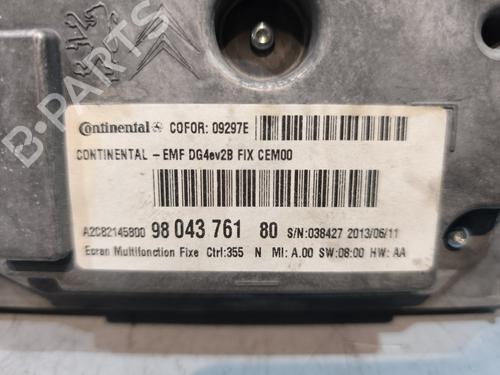 Continental COFOR: 09297E
CONTINENTAL - EMF DG4ev2B FIX CEM00
A2C82145800 98 043 761 80 S/N:038427 2013/06/11
Ecran Multifonction Fixe Ctrl:355 N MI: A.00 SW:08:00 HW: AA
B-PARTS